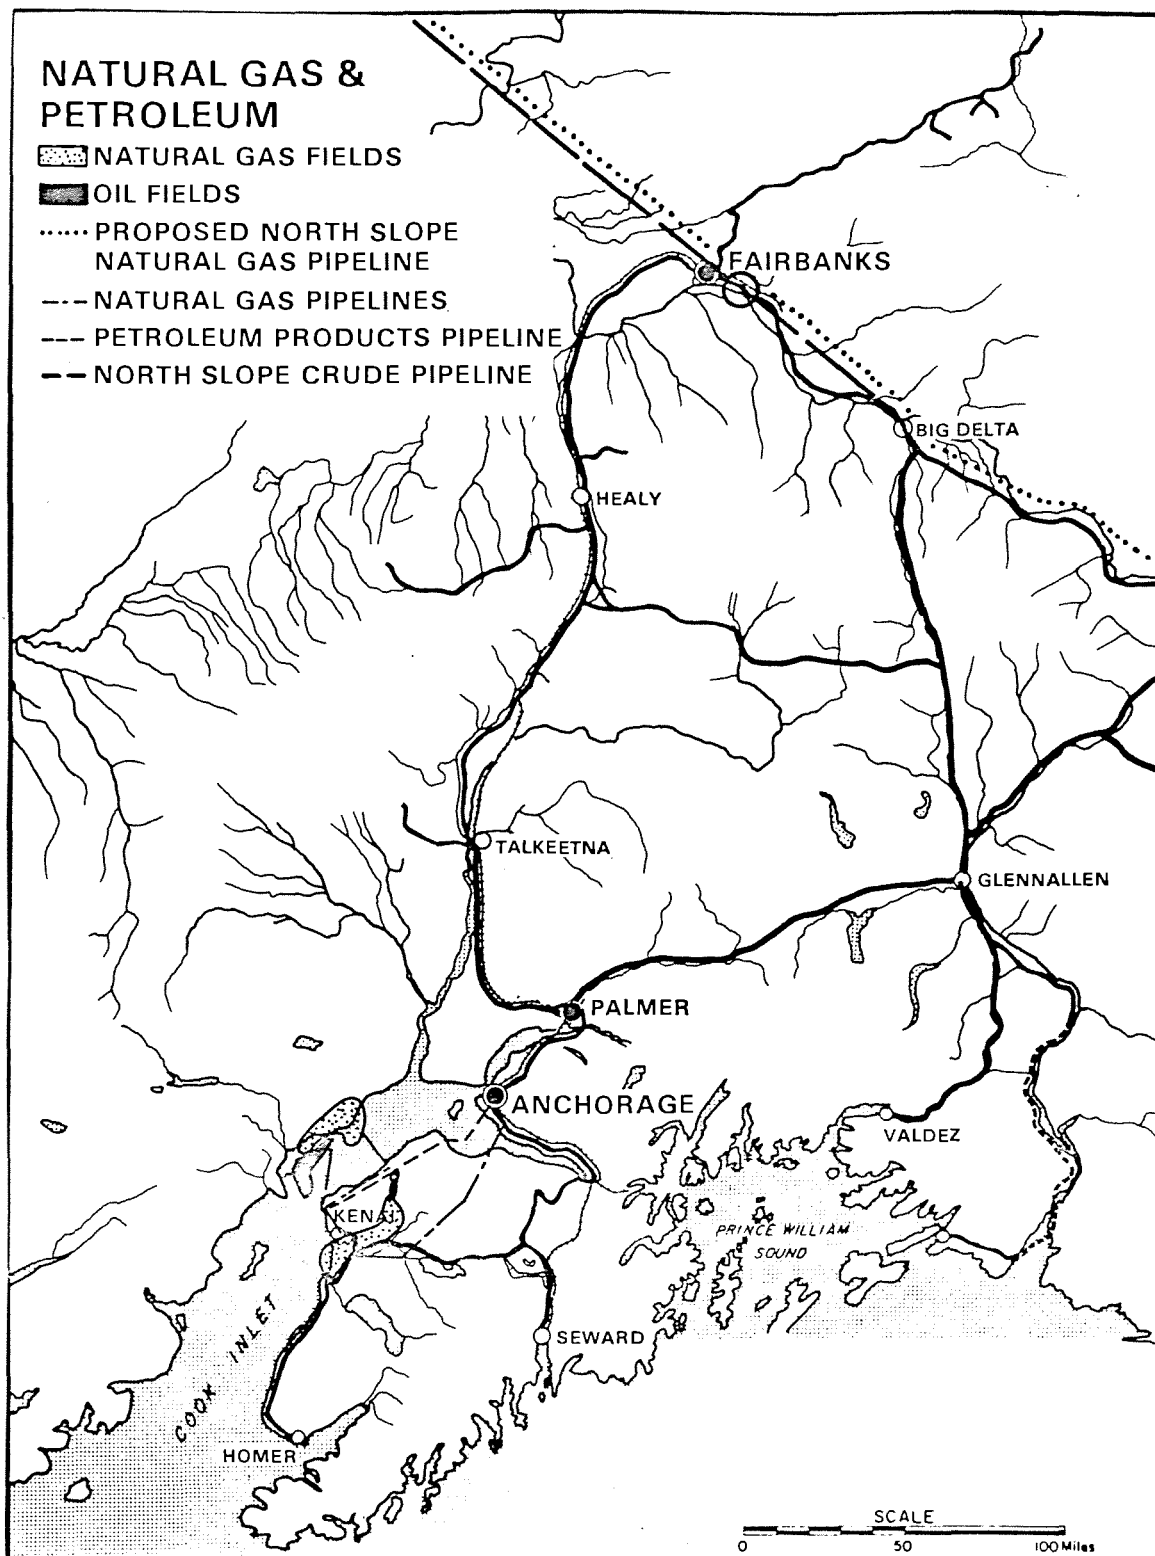 NATURAL GAS &
PETROLEUM
NATURAL GAS FIELDS
OIL FIELDS
PROPOSED NORTH SLOPE
NATURAL GAS PIPELINE
NATURAL GAS PIPELINES
PETROLEUM PRODUCTS PIPELINE
NORTH SLOPE CRUDE PIPELINE
FAIRBANKS
BIG DELTA
HEALY
TALKEETNA
GLENNALLEN
PALMER
ANCHORAGE
VALDEZ
KENAI
PRINCE WILLIAM
SOUND
SEWARD
COOK INLET
HOMER
SCALE
0 50 100 Miles